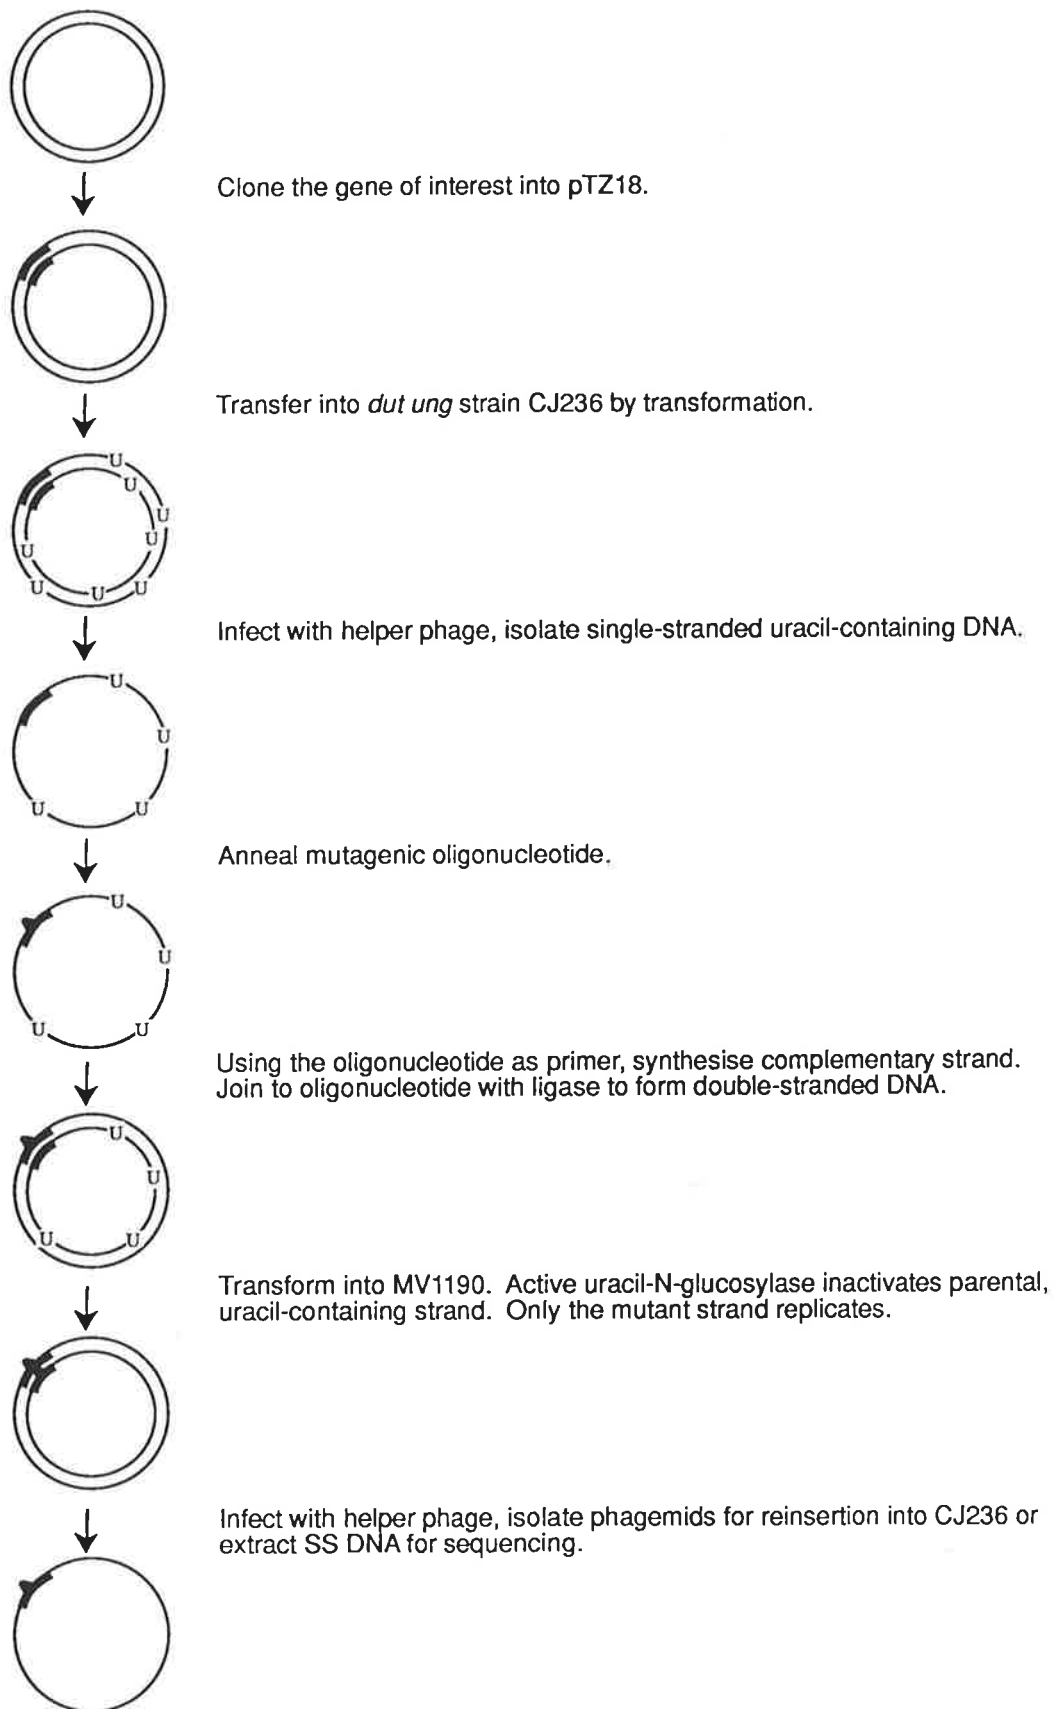 Clone the gene of interest into pTZ18.
Transfer into dut ung strain CJ236 by transformation.
U
U
U
U
U
U
U
U
U
Infect with helper phage, isolate single-stranded uracil-containing DNA.
U
U
U
U
Anneal mutagenic oligonucleotide.
U
U
U
U
Using the oligonucleotide as primer, synthesise complementary strand.
Join to oligonucleotide with ligase to form double-stranded DNA.
U
U
U
U
Transform into MV1190. Active uracil-N-glucosylase inactivates parental,
uracil-containing strand. Only the mutant strand replicates.
Infect with helper phage, isolate phagemids for reinsertion into CJ236 or
extract SS DNA for sequencing.